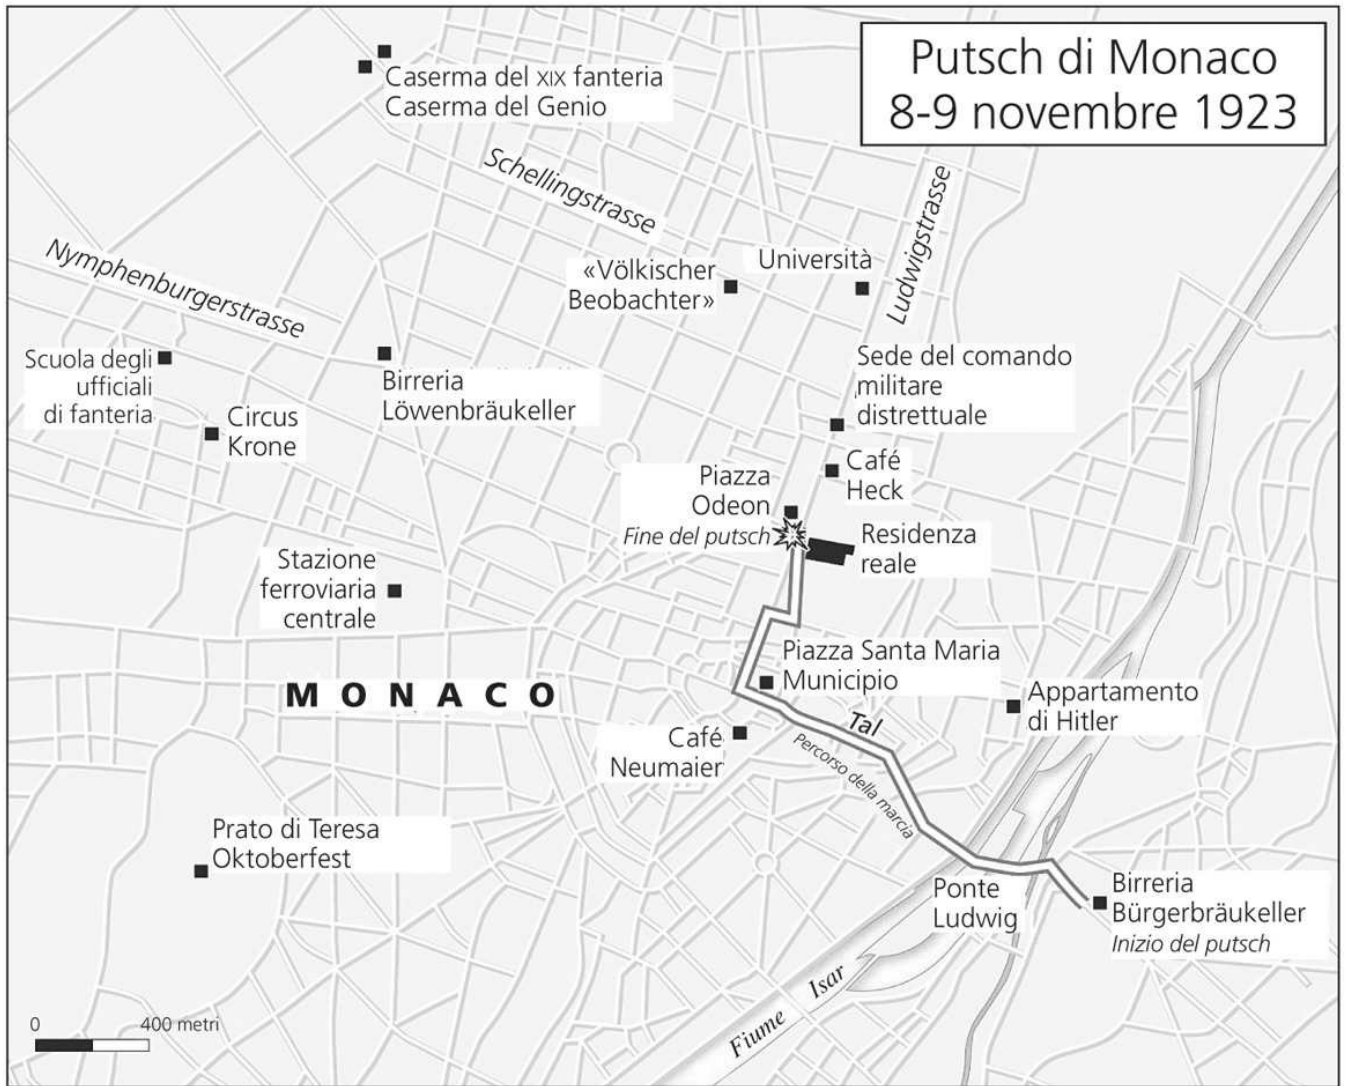 Putsch di Monaco
8-9 novembre 1923
Caserma del XIX fanteria
Caserma del Genio
Schellingstrasse
Ludwigstrasse
Nymphenburgerstrasse
«Völkischer
Beobachter»
Università
Scuola degli
ufficiali
di fanteria
Birreria
Löwenbräukeller
Circus
Krone
Sede del comando
militare
distrettuale
Café
Heck
Piazza
Odeon
Fine del putsch
Residenza
reale
Stazione
ferroviaria
centrale
Piazza Santa Maria
Municipio
MONACO
Appartamento
di Hitler
Tal
Café
Neumaier
Percorso della marcia
Prato di Teresa
Oktoberfest
Ponte
Ludwig
Birreria
Bürgerbräukeller
Inizio del putsch
Fiume Isar
0 400 metri